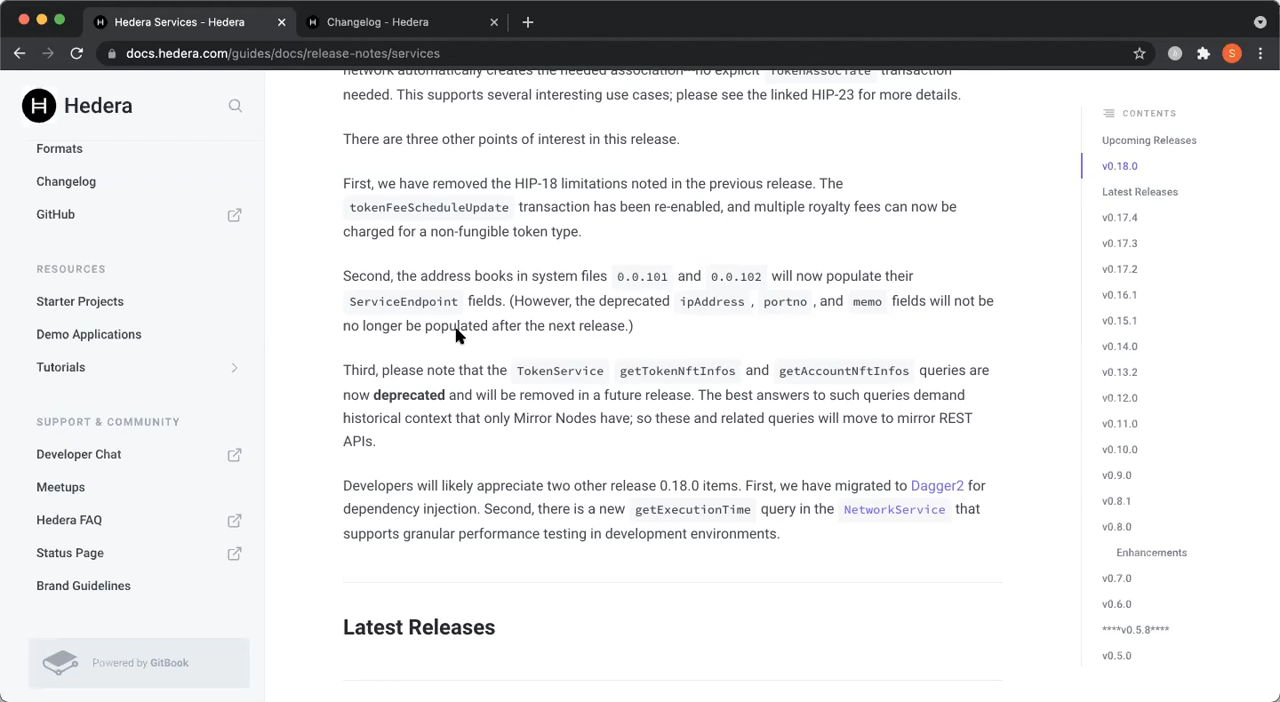 Hedera Services - Hedera
Changelog - Hedera
docs.hedera.com/guides/docs/release-notes/services
S
Hedera
Formats
Changelog
GitHub
RESOURCES
Starter Projects
Demo Applications
Tutorials
SUPPORT & COMMUNITY
Developer Chat
Meetups
Hedera FAQ
Status Page
Brand Guidelines
Powered by GitBook
network automatically creates the needed association—no explicit TokenAssociate transaction
needed. This supports several interesting use cases; please see the linked HIP-23 for more details.
There are three other points of interest in this release.
First, we have removed the HIP-18 limitations noted in the previous release. The
tokenFeeScheduleUpdate transaction has been re-enabled, and multiple royalty fees can now be
charged for a non-fungible token type.
Second, the address books in system files 0.0.101 and 0.0.102 will now populate their
ServiceEndpoint fields. (However, the deprecated ipAddress , portno , and memo fields will not be
no longer be populated after the next release.)
Third, please note that the TokenService getTokenNftInfos and getAccountNftInfos queries are
now deprecated and will be removed in a future release. The best answers to such queries demand
historical context that only Mirror Nodes have; so these and related queries will move to mirror REST
APIs.
Developers will likely appreciate two other release 0.18.0 items. First, we have migrated to Dagger2 for
dependency injection. Second, there is a new getExecutionTime query in the NetworkService that
supports granular performance testing in development environments.
Latest Releases
CONTENTS
Upcoming Releases
v0.18.0
Latest Releases
v0.17.4
v0.17.3
v0.17.2
v0.16.1
v0.15.1
v0.14.0
v0.13.2
v0.12.0
v0.11.0
v0.10.0
v0.9.0
v0.8.1
v0.8.0
Enhancements
v0.7.0
v0.6.0
****v0.5.8****
v0.5.0